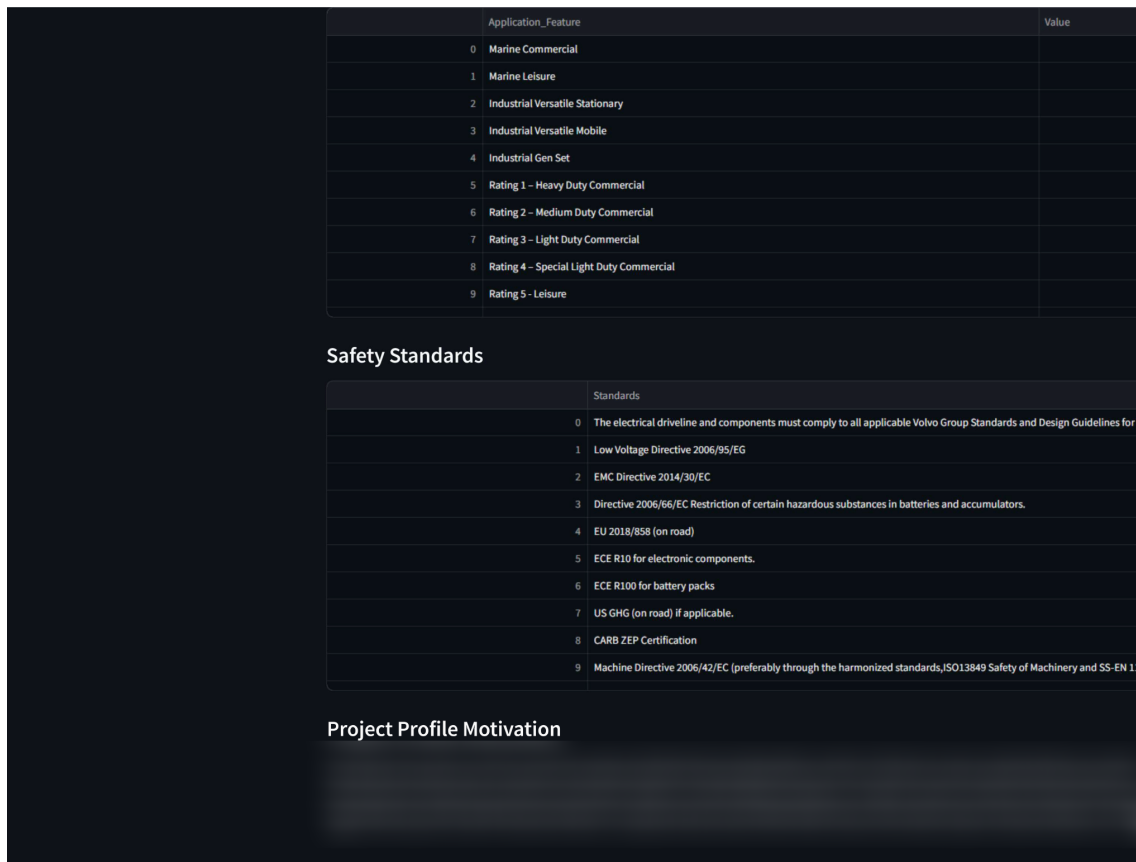 Application_Feature Value
0 Marine Commercial
1 Marine Leisure
2 Industrial Versatile Stationary
3 Industrial Versatile Mobile
4 Industrial Gen Set
5 Rating 1 – Heavy Duty Commercial
6 Rating 2 – Medium Duty Commercial
7 Rating 3 – Light Duty Commercial
8 Rating 4 – Special Light Duty Commercial
9 Rating 5 - Leisure
Safety Standards
Standards
0 The electrical driveline and components must comply to all applicable Volvo Group Standards and Design Guidelines for
1 Low Voltage Directive 2006/95/EG
2 EMC Directive 2014/30/EC
3 Directive 2006/66/EC Restriction of certain hazardous substances in batteries and accumulators.
4 EU 2018/858 (on road)
5 ECE R10 for electronic components.
6 ECE R100 for battery packs
7 US GHG (on road) if applicable.
8 CARB ZEP Certification
9 Machine Directive 2006/42/EC (preferably through the harmonized standards,ISO13849 Safety of Machinery and SS-EN 1
Project Profile Motivation